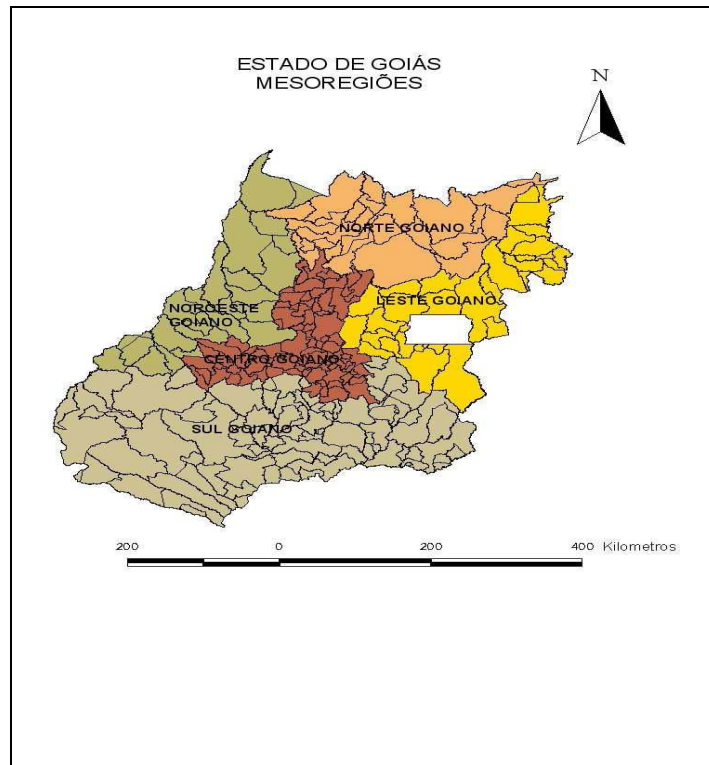 ESTADO DE GOIÁS
MESOREGIÕES
N
NORTE GOIANO
LESTE GOIANO
NOROESTE
GOIANO
CENTRO GOIANO
SUL GOIANO
200 0 200 400 Kilometros